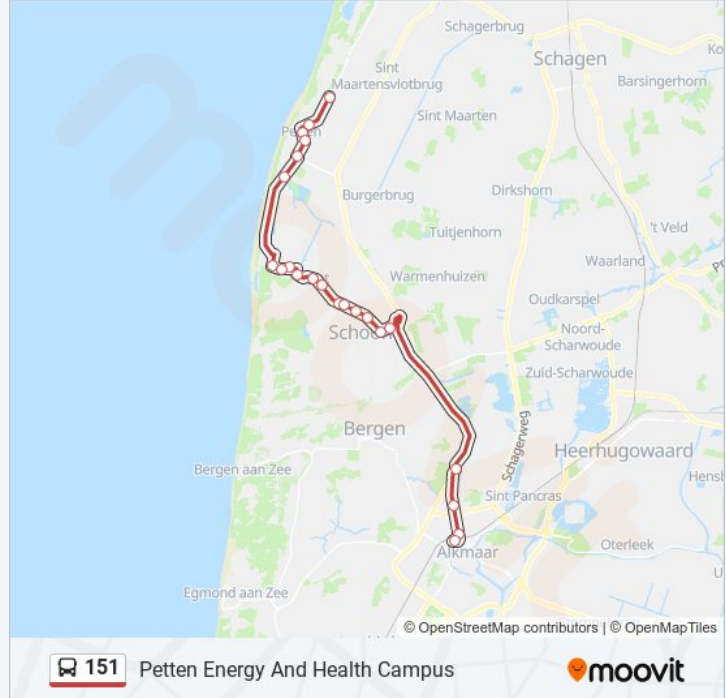 Schagerbrug
Schagen
Sint
Maartensvlotbrug
Barsingerhorn
Sint Maarten
Burgerbrug
Dirkshorn
't Veld
Tuitjenhorn
Waarland
Warmenhuizen
Oudkarspel
Noord-
Scharwoude
Zuid-Scharwoude
Bergen
Schagerweg
Heerhugowaard
Bergen aan Zee
Sint Pancras
Alkmaar
Oterleek
Egmond aan Zee
© OpenStreetMap contributors | © OpenMapTiles
151 Petten Energy And Health Campus
moovit